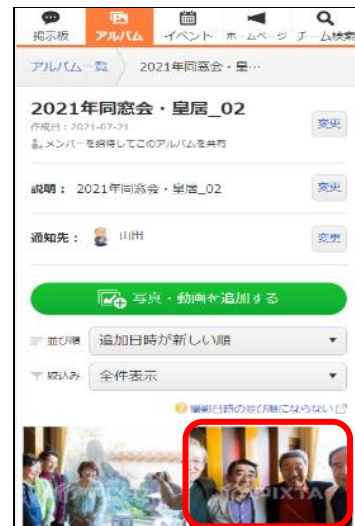 掲示板 アルバム イベント ホームページ チーム検索
アルバム一覧 2021年同窓会・皇…
2021年同窓会・皇居_02
作成日：2021-07-21
変更
メンバーを招待してこのアルバムを共有
説明： 2021年同窓会・皇居_02 変更
通知先： 山田 変更
写真・動画を追加する
並び順 追加日時が新しい順
絞込み 全件表示
撮影日時の並び順にならない
PIXTA